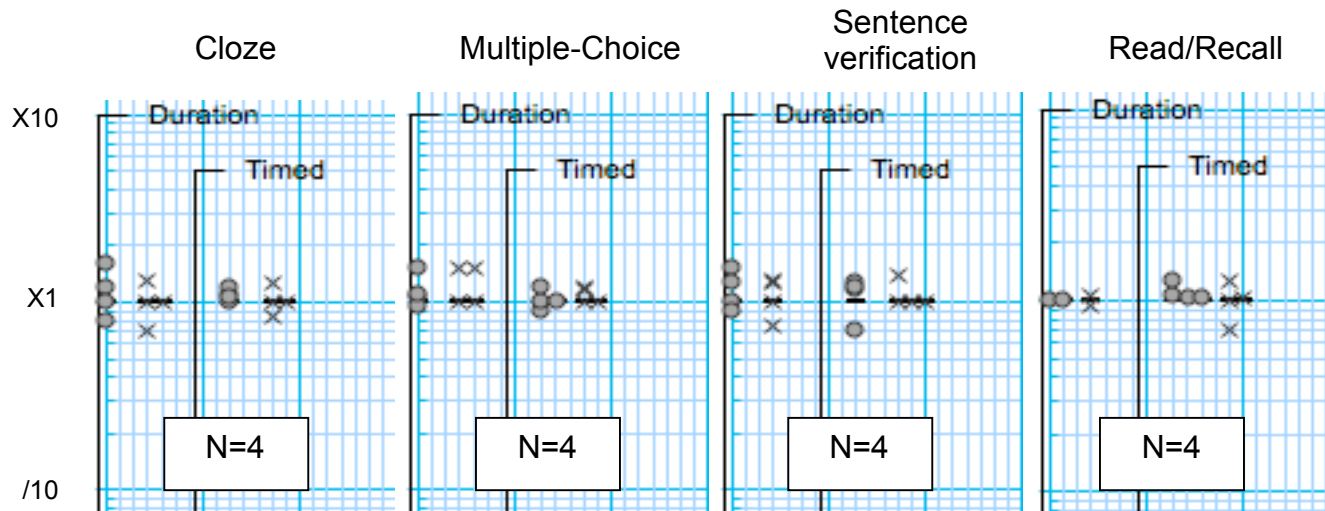 Cloze
Multiple-Choice
Sentence
verification
Read/Recall
X10
Duration
Duration
Duration
Duration
Timed
Timed
Timed
Timed
X1
N=4
N=4
N=4
N=4
/10